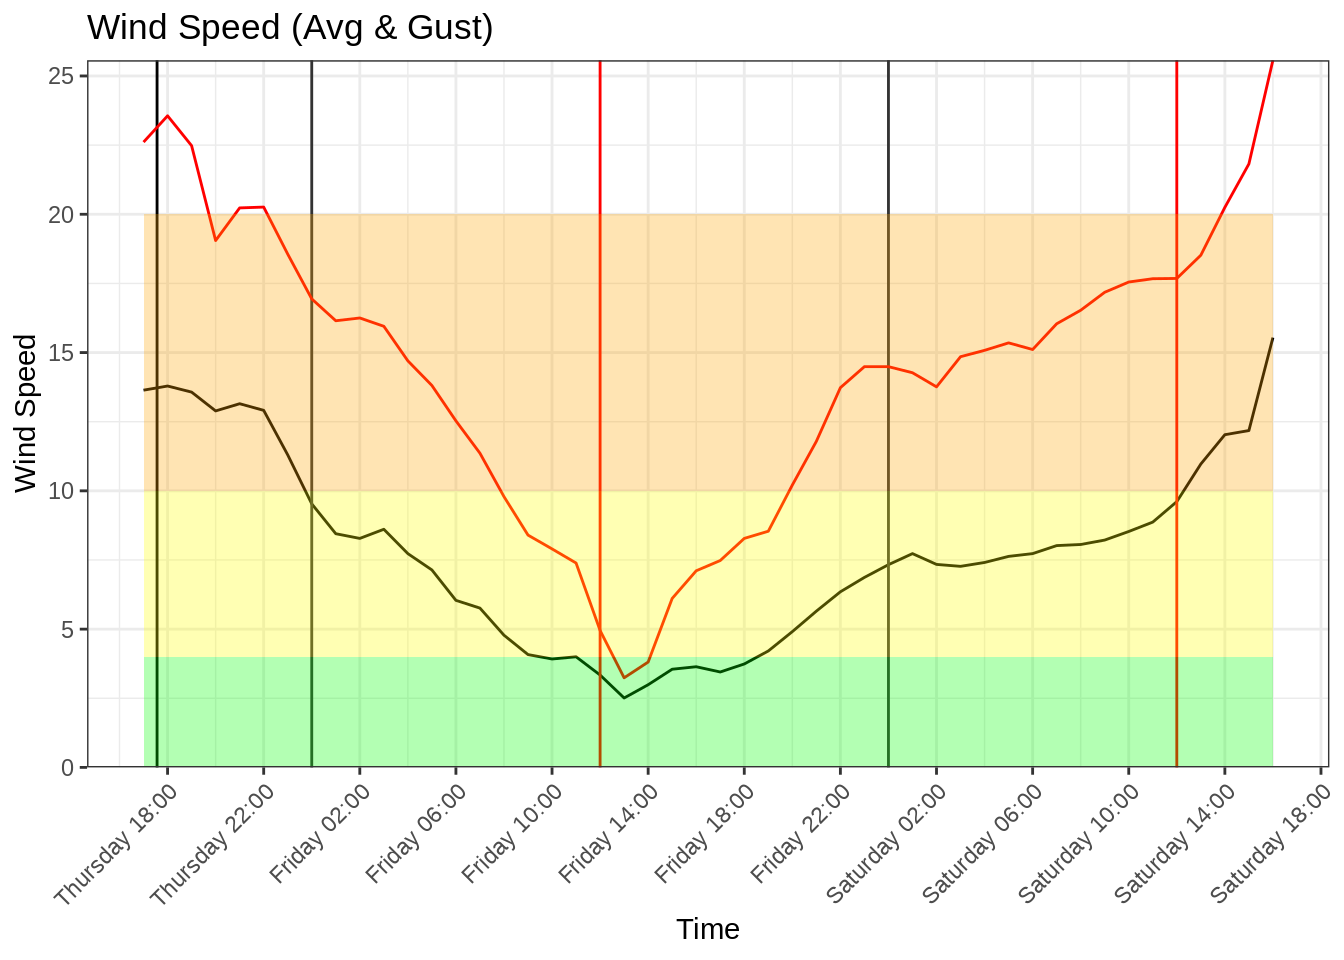 Wind Speed (Avg & Gust)
Wind Speed
25
20
15
10
5
0
Thursday 18:00
Thursday 22:00
Friday 02:00
Friday 06:00
Friday 10:00
Friday 14:00
Friday 18:00
Friday 22:00
Saturday 02:00
Saturday 06:00
Saturday 10:00
Saturday 14:00
Saturday 18:00
Time